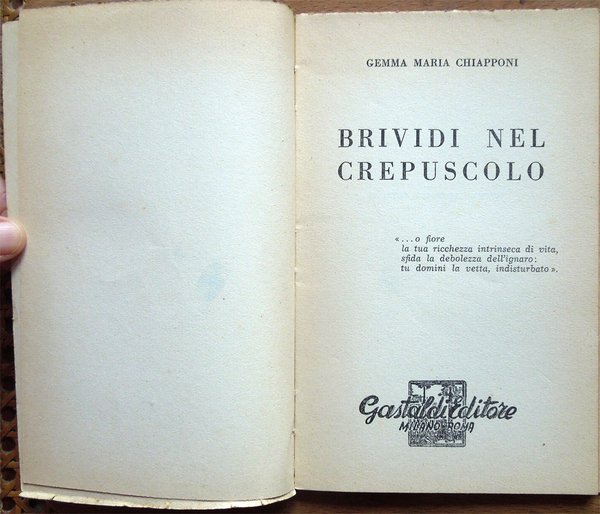 GEMMA MARIA CHIAPPONI
BRIVIDI NEL
CREPUSCOLO
« . . . o fiore
la tua ricchezza intrinseca di vita,
sfida la debolezza dell'ignaro:
tu domini la vetta, indisturbato ».
Gastaldi Editore
MILANO ROMA